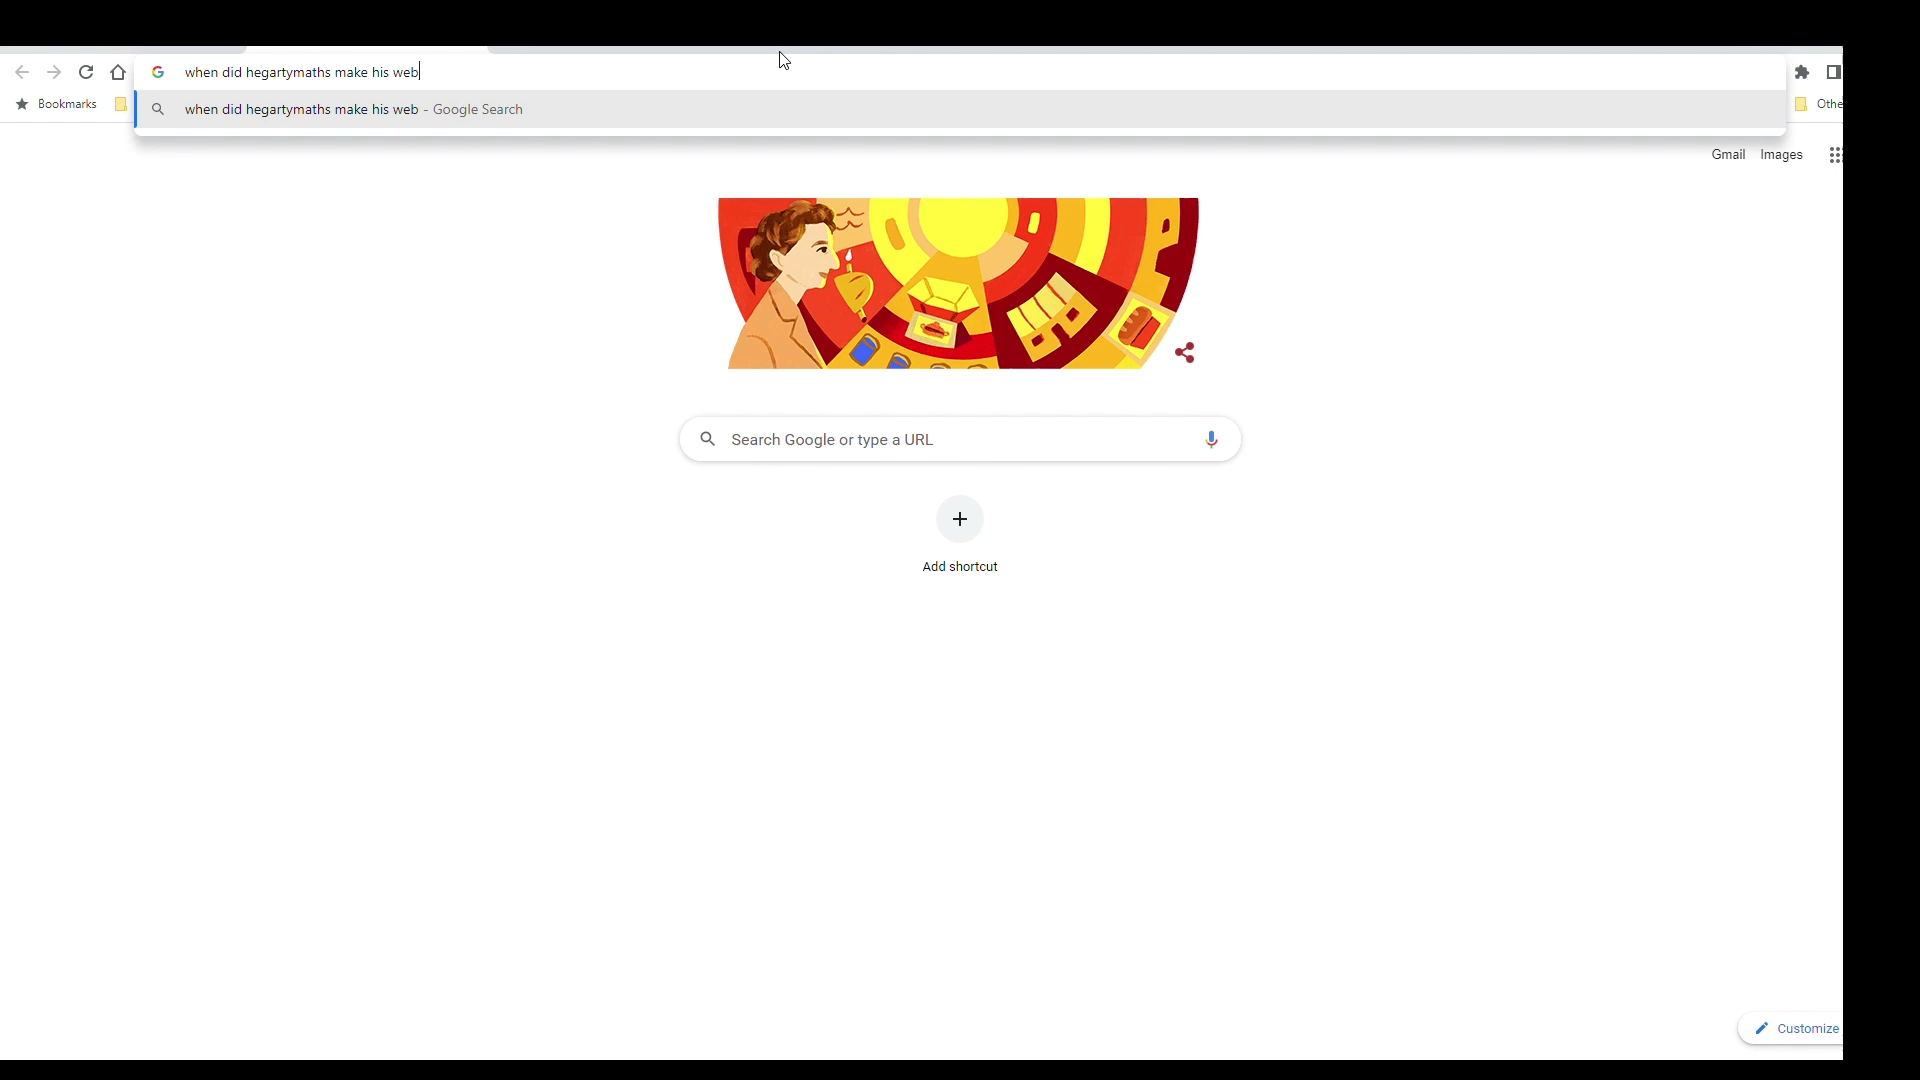 when did hegartymaths make his web
Bookmarks
when did hegartymaths make his web - Google Search
Othe
Gmail Images
Search Google or type a URL
Add shortcut
Customize